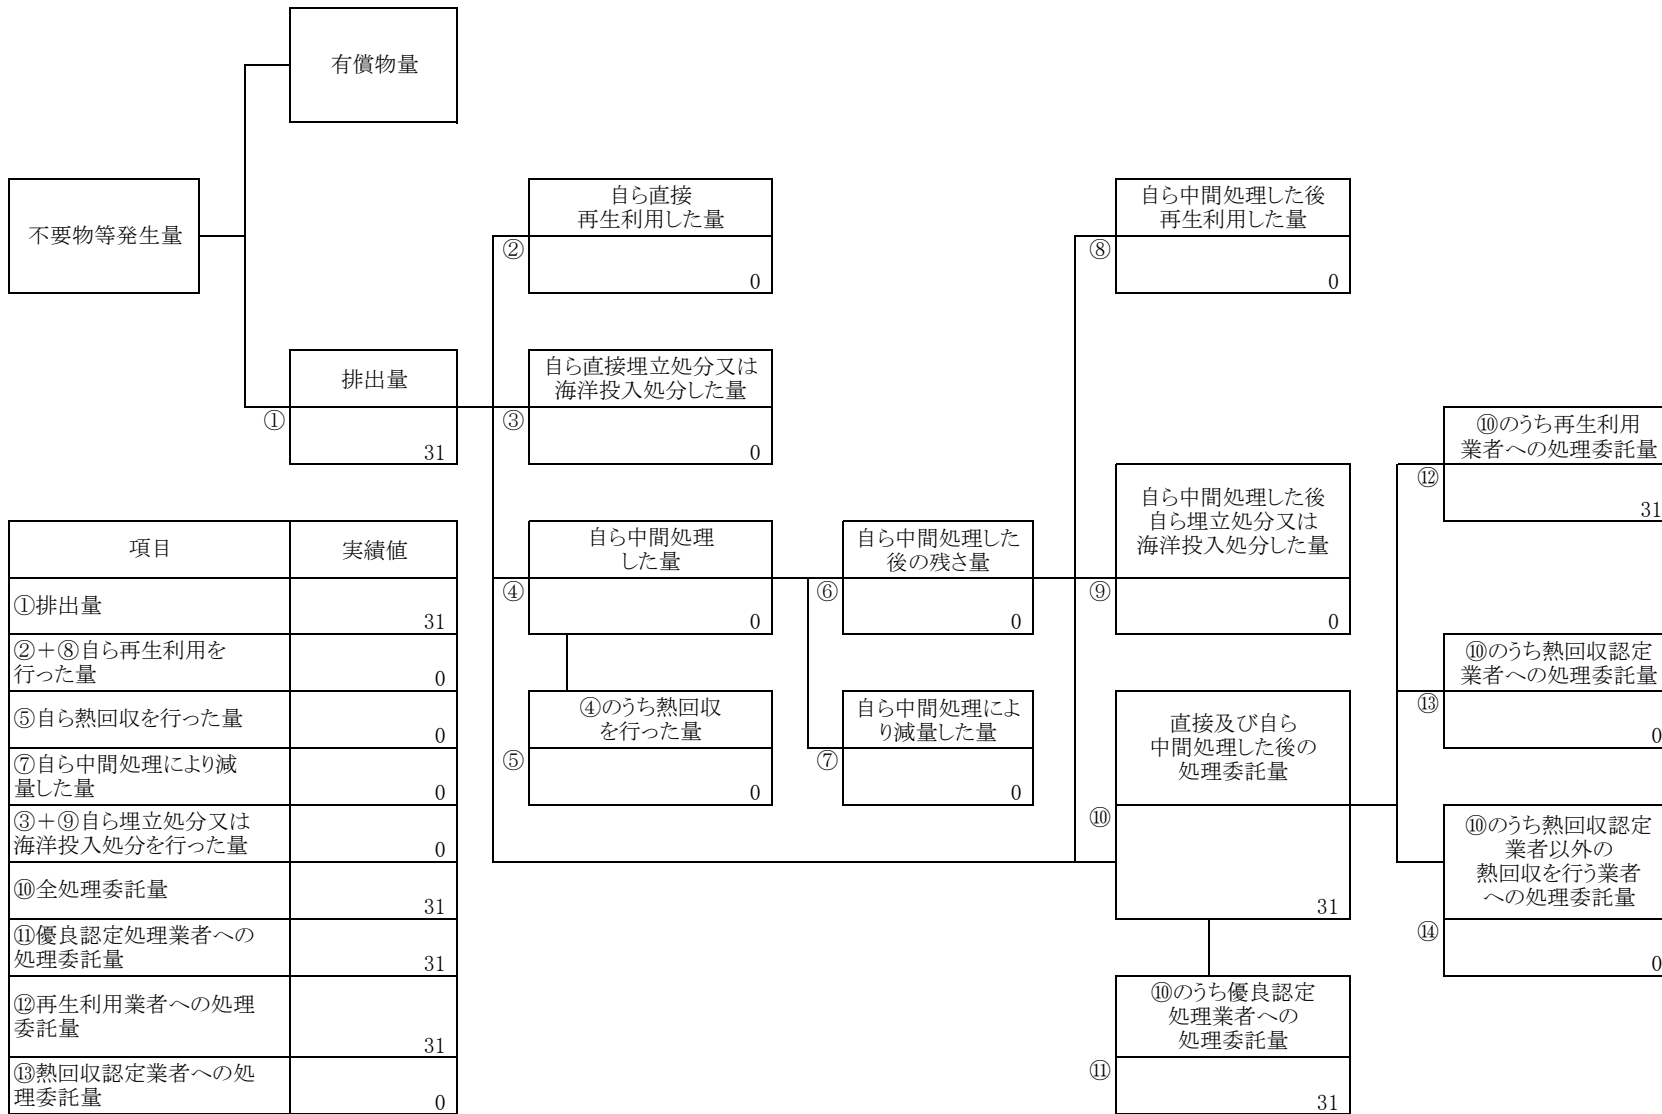 有償物量
不要物等発生量
自ら直接
再生利用した量
②
0
自ら中間処理した後
再生利用した量
⑧
0
排出量
①
31
自ら直接埋立処分又は
海洋投入処分した量
③
0
⑩のうち再生利用
業者への処理委託量
⑫
31
自ら中間処理
した量
④
0
自ら中間処理した
後の残さ量
⑥
0
自ら中間処理した後
自ら埋立処分又は
海洋投入処分した量
⑨
0
⑩のうち熱回収認定
業者への処理委託量
⑬
0
④のうち熱回収
を行った量
⑤
0
自ら中間処理によ
り減量した量
⑦
0
直接及び自ら
中間処理した後の
処理委託量
⑩
31
⑩のうち熱回収認定
業者以外の
熱回収を行う業者
への処理委託量
⑭
0
⑩のうち優良認定
処理業者への
処理委託量
⑪
31
項目 実績値
①排出量 31
②＋⑧自ら再生利用を
行った量 0
⑤自ら熱回収を行った量 0
⑦自ら中間処理により減
量した量 0
③＋⑨自ら埋立処分又は
海洋投入処分を行った量 0
⑩全処理委託量 31
⑪優良認定処理業者への
処理委託量 31
⑫再生利用業者への処理
委託量 31
⑬熱回収認定業者への処
理委託量 0